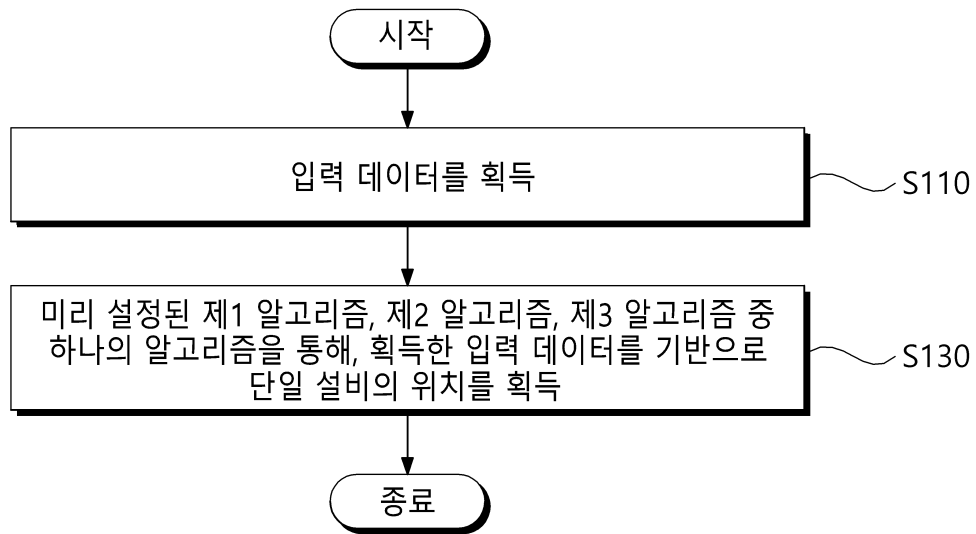 시작
입력 데이터를 획득
S110
미리 설정된 제1 알고리즘, 제2 알고리즘, 제3 알고리즘 중
하나의 알고리즘을 통해, 획득한 입력 데이터를 기반으로
단일 설비의 위치를 획득
S130
종료